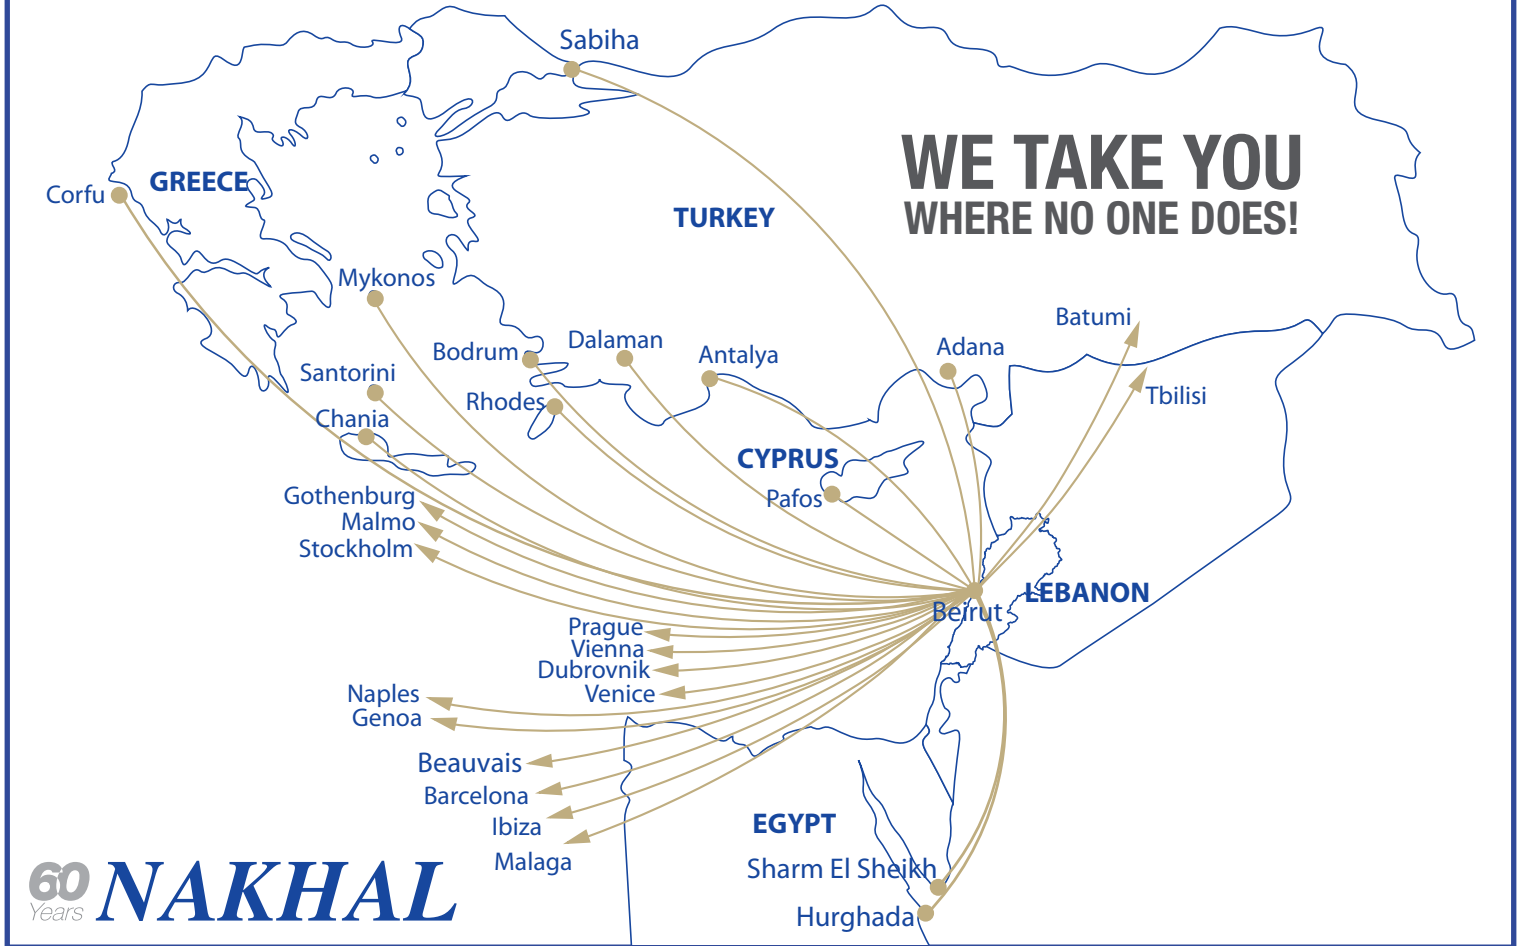 Sabiha
WE TAKE YOU
WHERE NO ONE DOES!
GREECE
Corfu
TURKEY
Mykonos
Batumi
Dalaman
Bodrum
Antalya
Adana
Santorini
Rhodes
Tbilisi
Chania
CYPRUS
Pafos
Gothenburg
Malmo
Stockholm
LEBANON
Beirut
Prague
Vienna
Dubrovnik
Venice
Naples
Genoa
Beauvais
Barcelona
Ibiza
Malaga
EGYPT
Sharm El Sheikh
Hurghada
60
Years
NAKHAL